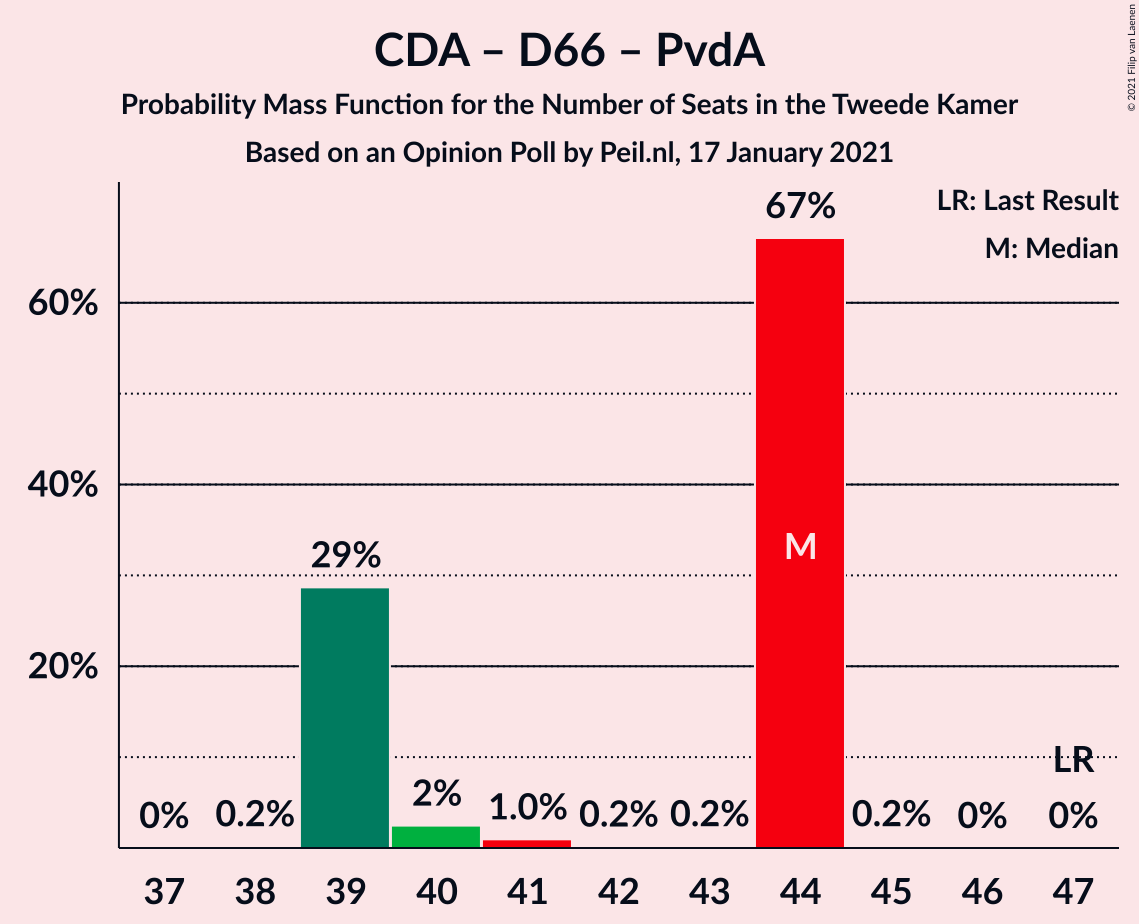 CDA – D66 – PvdA
Probability Mass Function for the Number of Seats in the Tweede Kamer
Based on an Opinion Poll by Peil.nl, 17 January 2021
© 2021 Filip van Laenen
LR: Last Result
M: Median
67%
60%
40%
M
29%
20%
LR
0%
0.2%
2%
1.0%
0.2%
0.2%
0.2%
0%
0%
37 38 39 40 41 42 43 44 45 46 47